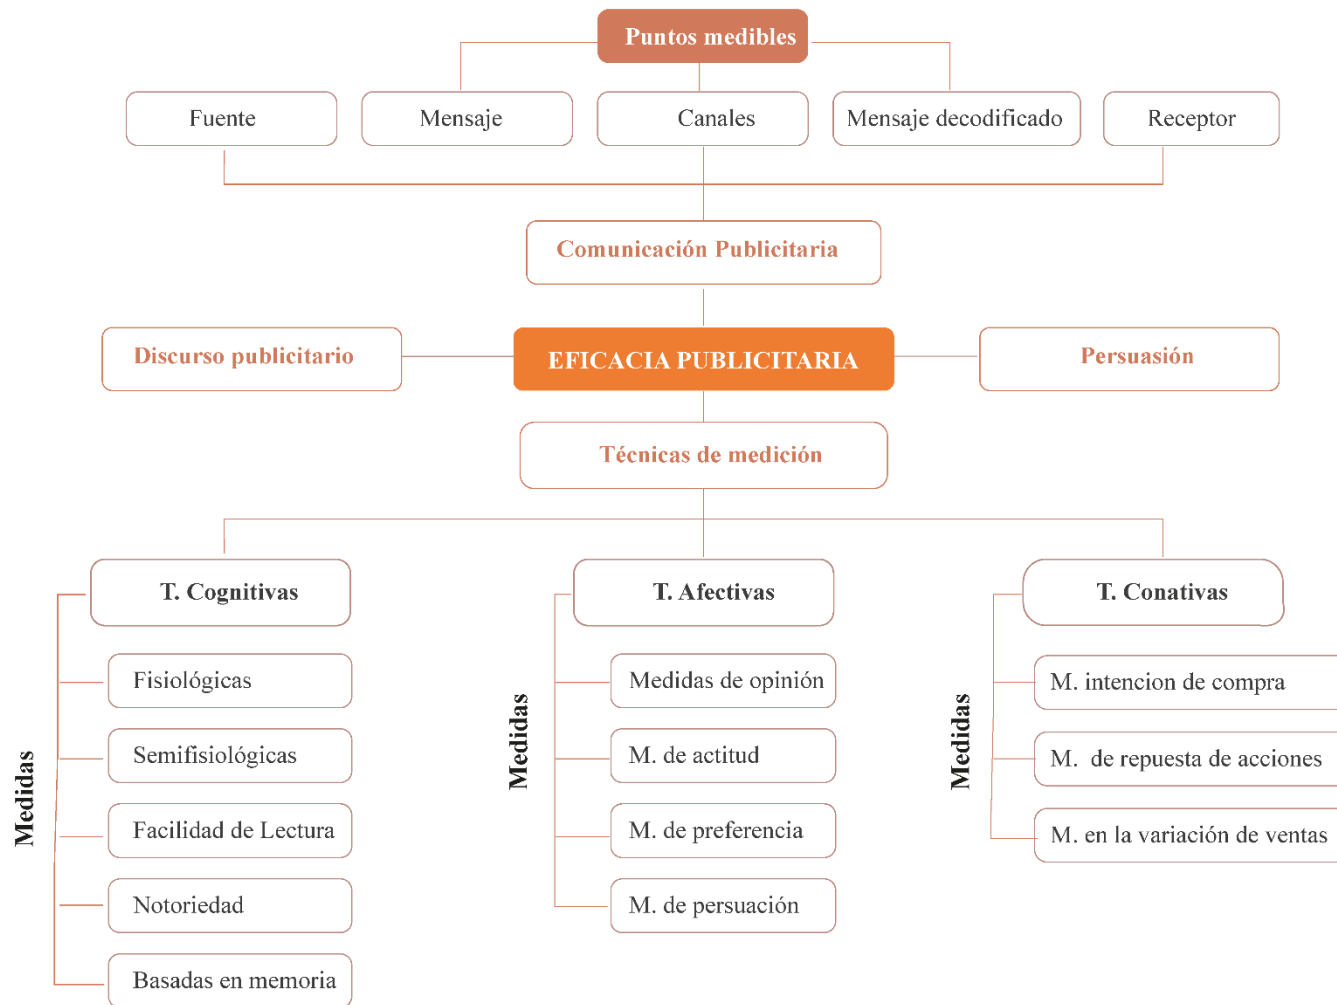 Puntos medibles
Fuente
Mensaje
Canales
Mensaje decodificado
Receptor
Comunicación Publicitaria
Discurso publicitario
EFICACIA PUBLICITARIA
Persuasión
Técnicas de medición
T. Cognitivas
T. Afectivas
T. Conativas
Medidas
Fisiológicas
Semifisiológicas
Facilidad de Lectura
Notoriedad
Basadas en memoria
Medidas
Medidas de opinión
M. de actitud
M. de preferencia
M. de persuación
Medidas
M. intencion de compra
M. de repuesta de acciones
M. en la variación de ventas